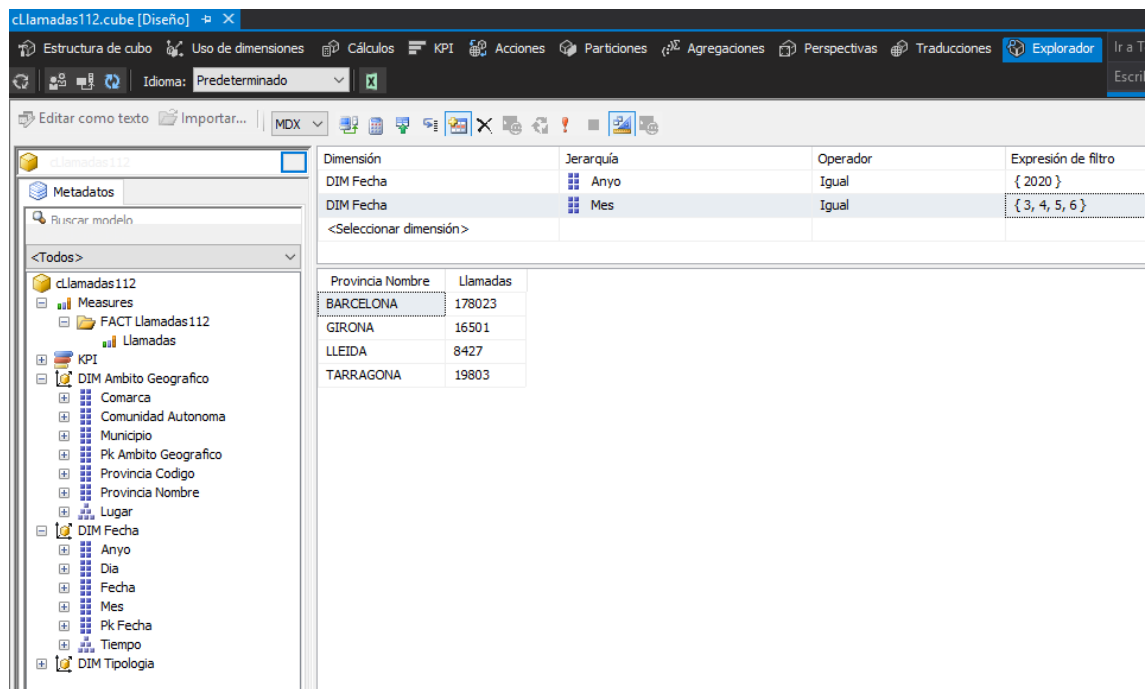 cLlamadas112.cube [Diseño]
Estructura de cubo Uso de dimensiones Cálculos KPI Acciones Particiones Agregaciones Perspectivas Traducciones Explorador Ir a T
Idioma: Predeterminado Escril
Editar como texto Importar... MDX
cLlamadas112
Metadatos
Buscar modelo
<Todos>
cLlamadas112
Measures
FACT Llamadas112
Llamadas
KPI
DIM Ambito Geografico
Comarca
Comunidad Autonoma
Municipio
Pk Ambito Geografico
Provincia Codigo
Provincia Nombre
Lugar
DIM Fecha
Anyo
Dia
Fecha
Mes
Pk Fecha
Tiempo
DIM Tipologia
Dimensión Jerarquía Operador Expresión de filtro
DIM Fecha Anyo Igual { 2020 }
DIM Fecha Mes Igual { 3, 4, 5, 6 }
<Seleccionar dimensión>
Provincia Nombre Llamadas
BARCELONA 178023
GIRONA 16501
LLEIDA 8427
TARRAGONA 19803